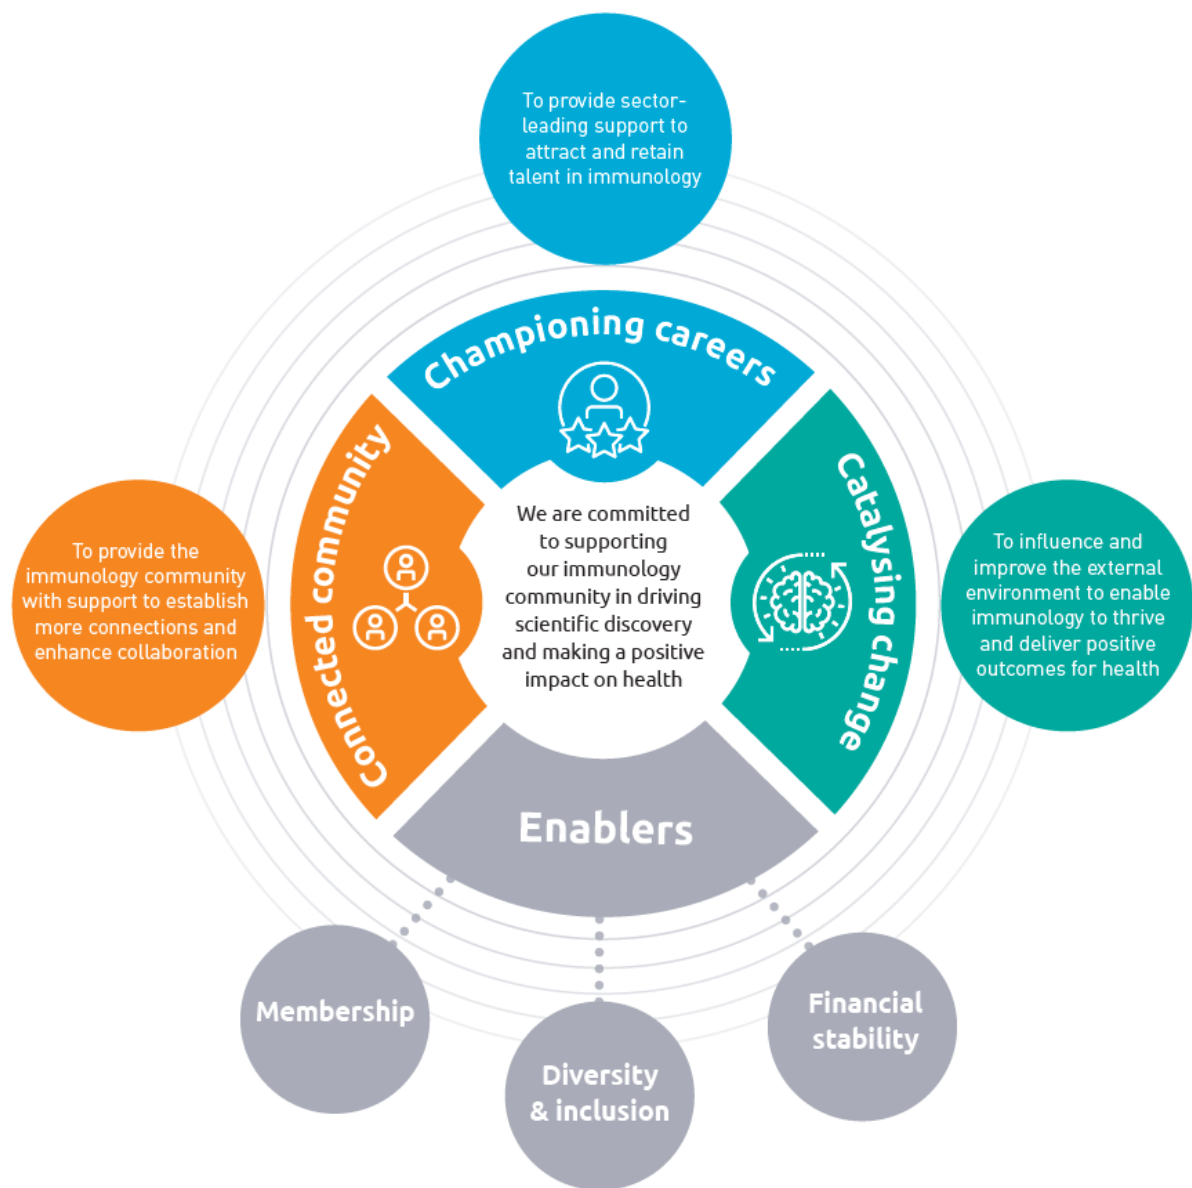 To provide sector-
leading support to
attract and retain
talent in immunology
Championing careers
Connected community
To provide the
immunology community
with support to establish
more connections and
enhance collaboration
We are committed
to supporting
our immunology
community in driving
scientific discovery
and making a positive
impact on health
Catalysing change
To influence and
improve the external
environment to enable
immunology to thrive
and deliver positive
outcomes for health
Enablers
Membership
Diversity
& inclusion
Financial
stability